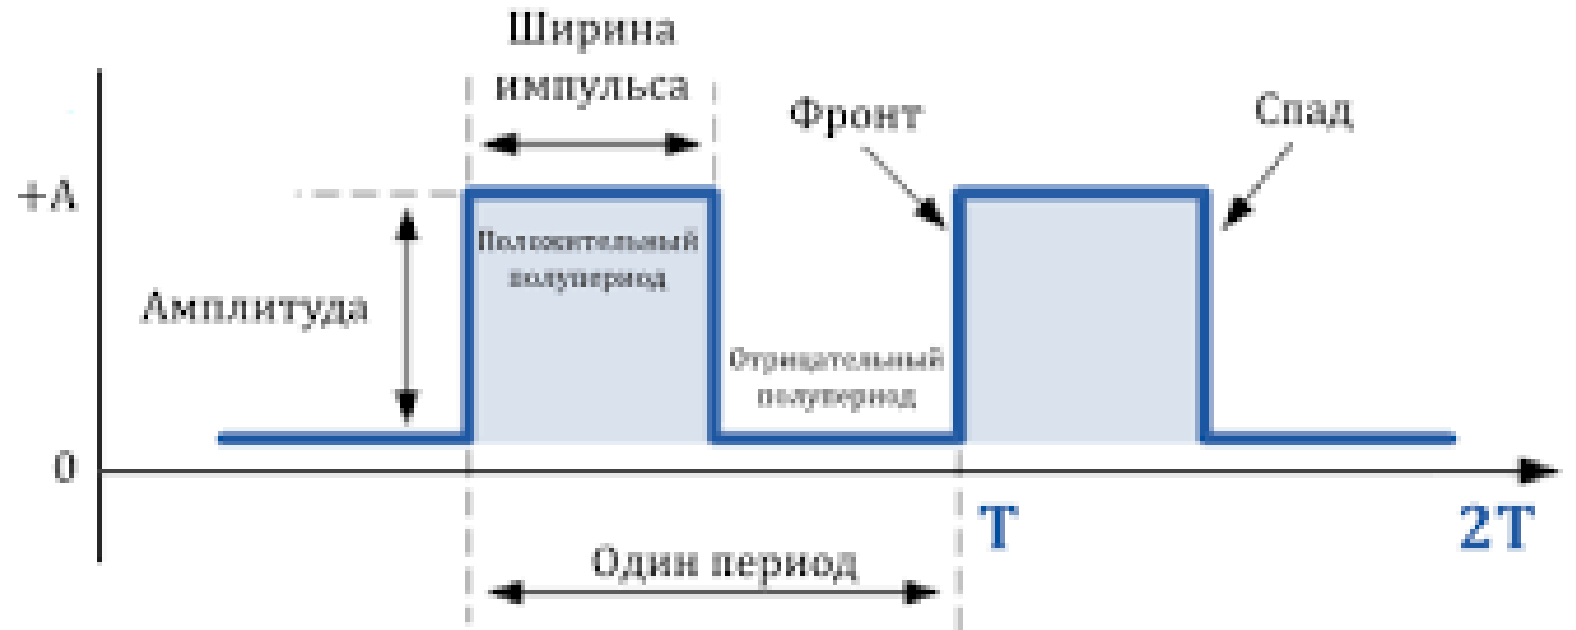 Ширина
импульса
Фронт
Спад
+A
Положительный
полупериод
Амплитуда
Отрицательный
полупериод
0
T
2T
Один период